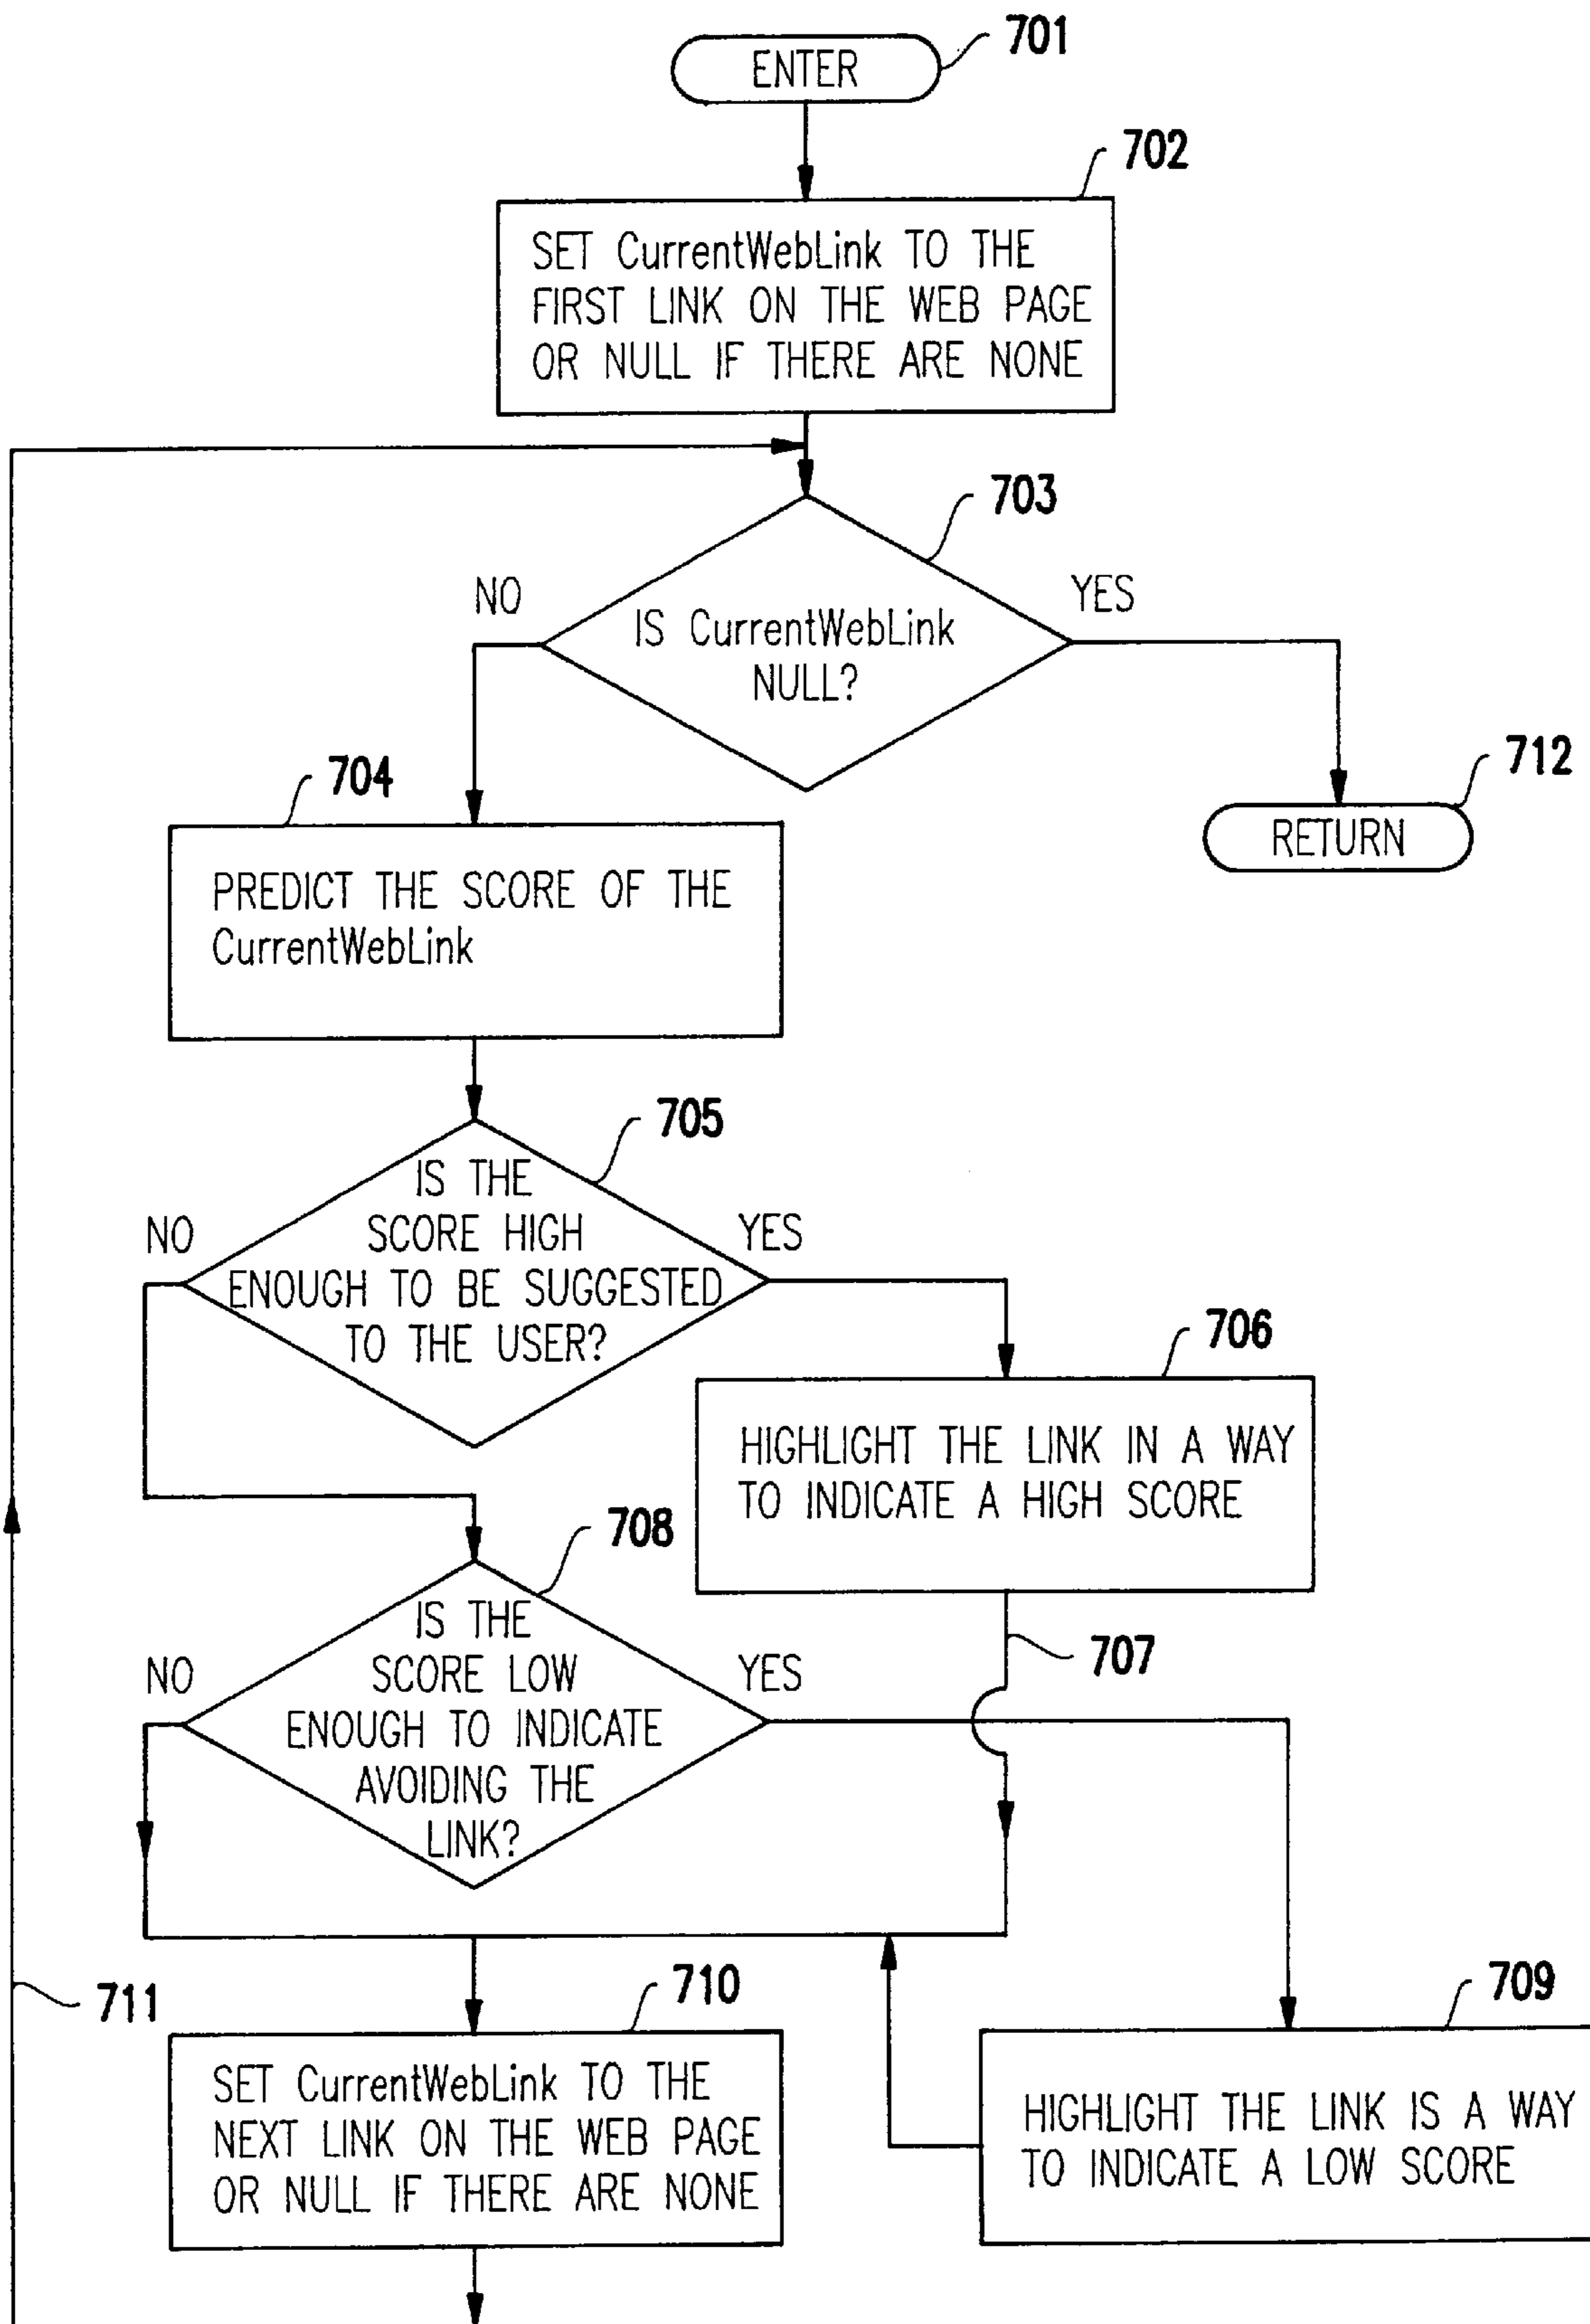 701
ENTER
702
SET CurrentWebLink TO THE
FIRST LINK ON THE WEB PAGE
OR NULL IF THERE ARE NONE
703
NO
YES
IS CurrentWebLink
NULL?
704
712
RETURN
PREDICT THE SCORE OF THE
CurrentWebLink
705
NO
YES
IS THE
SCORE HIGH
ENOUGH TO BE SUGGESTED
TO THE USER?
706
HIGHLIGHT THE LINK IN A WAY
TO INDICATE A HIGH SCORE
708
707
NO
YES
IS THE
SCORE LOW
ENOUGH TO INDICATE
AVOIDING THE
LINK?
711
710
709
SET CurrentWebLink TO THE
NEXT LINK ON THE WEB PAGE
OR NULL IF THERE ARE NONE
HIGHLIGHT THE LINK IS A WAY
TO INDICATE A LOW SCORE